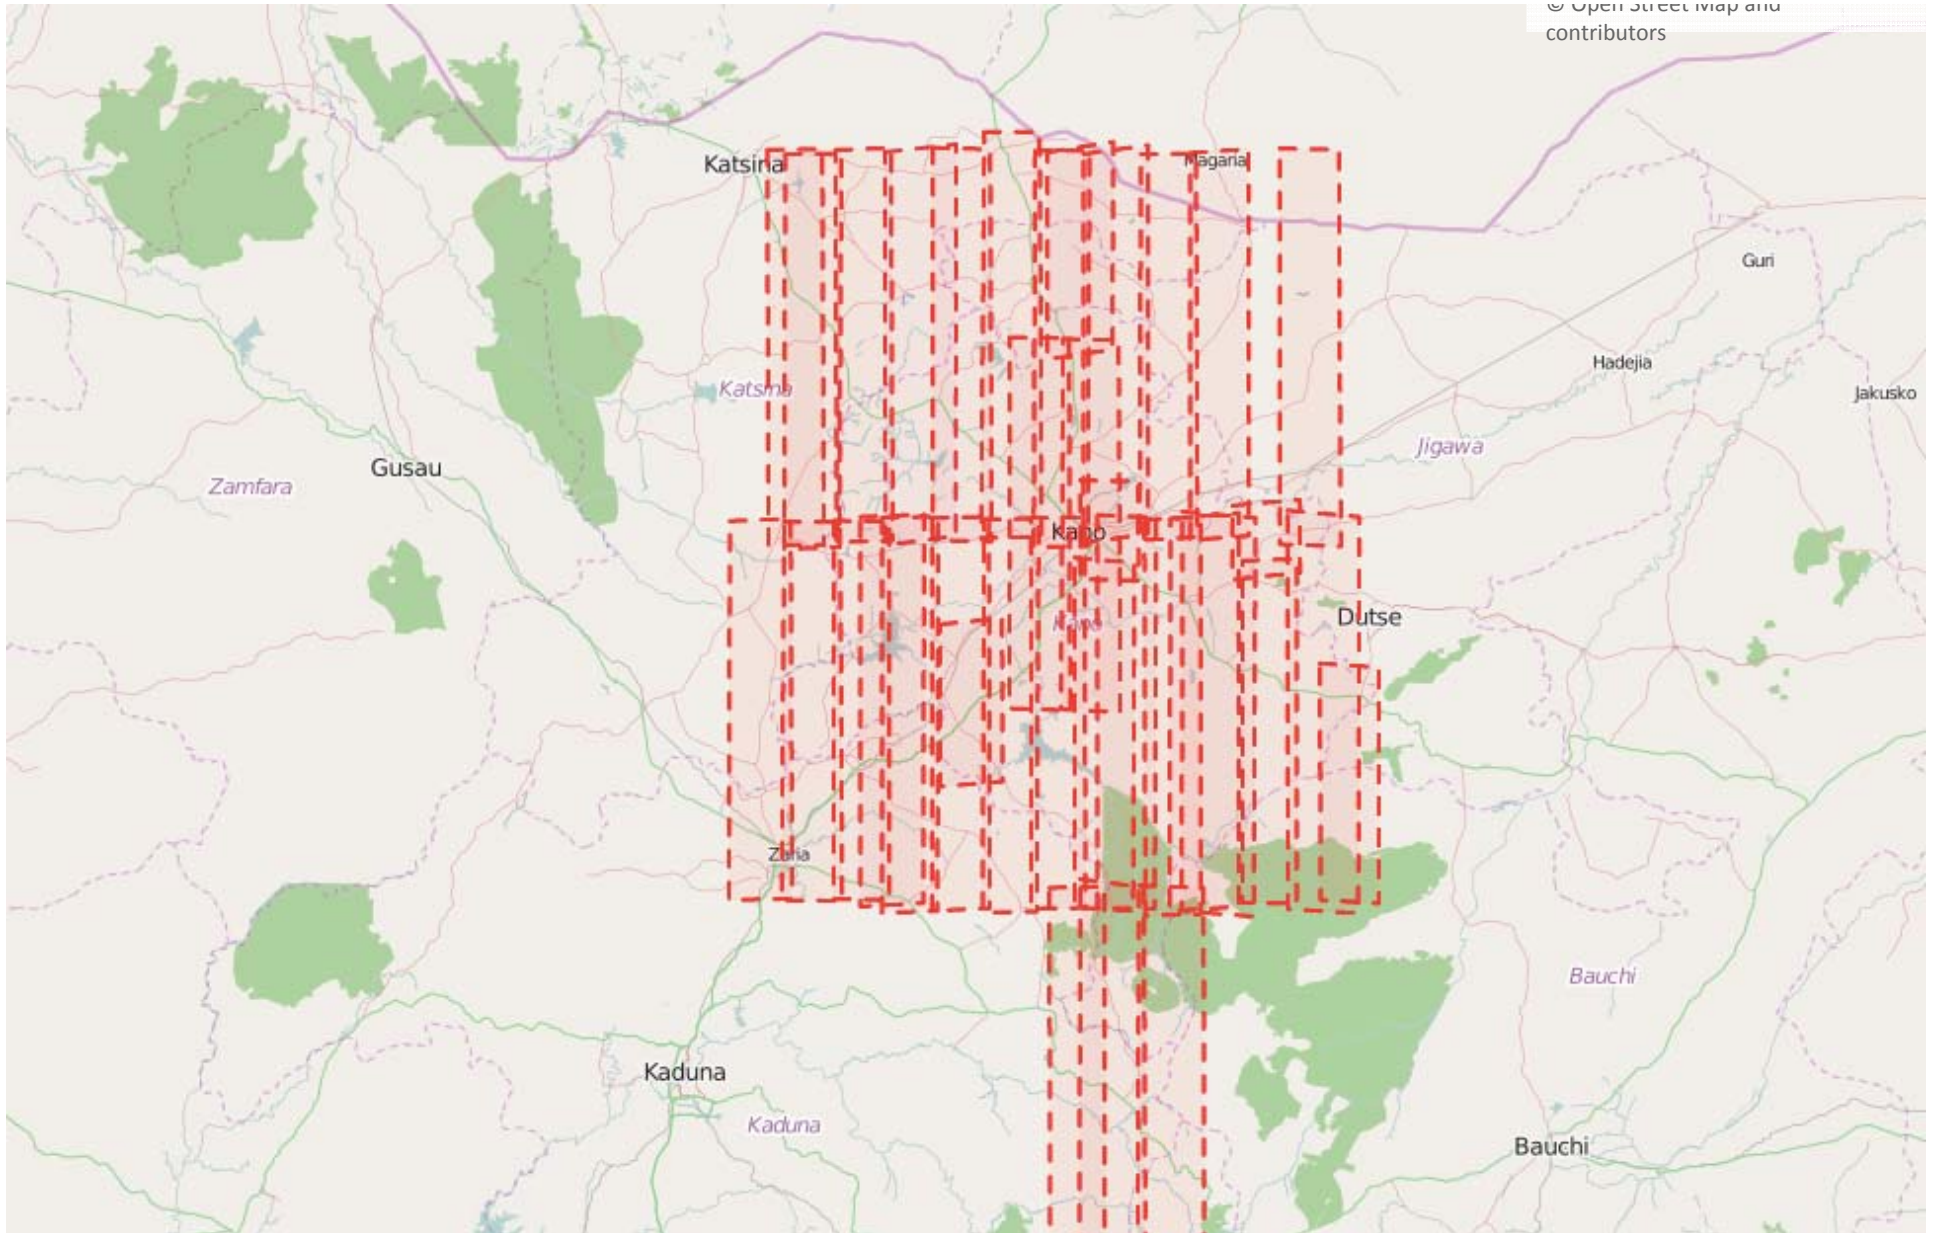 © Open Street Map and
contributors
Katsina
Magaria
Guri
Hadejia
Katsina
Jakusko
Jigawa
Gusau
Zamfara
Kano
Dutse
Kano
Zaria
Bauchi
Kaduna
Kaduna
Bauchi